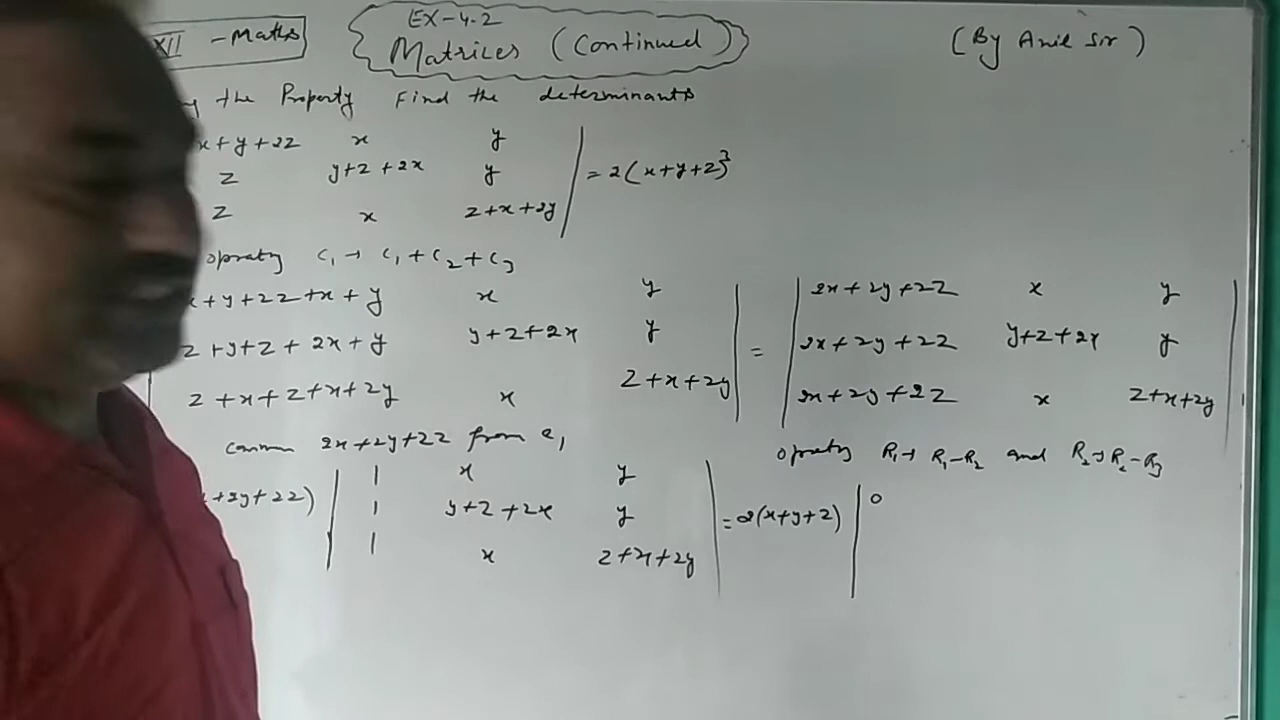 XII - Maths
EX-4.2
Matrices (Continued)
(By Anil Sir)
the Property Find the determinants
x+y+2z x y
z y+z+2x y = 2(x+y+z)³
z x z+x+2y
opraty C₁→ C₁+C₂+C₃
x+y+2z+x+y x y
z+y+z+2x+y y+z+2x y
z+x+z+x+2y x z+x+2y
= 2x+2y+2z x y
2x+2y+2z y+z+2x y
2x+2y+2z x z+x+2y
common 2x+2y+2z from c₁
opraty R₁→ R₁-R₂ and R₂→ R₂-R₃
+2y+2z) 1 x y
1 y+z+2x y = 2(x+y+z) 0
1 x z+x+2y